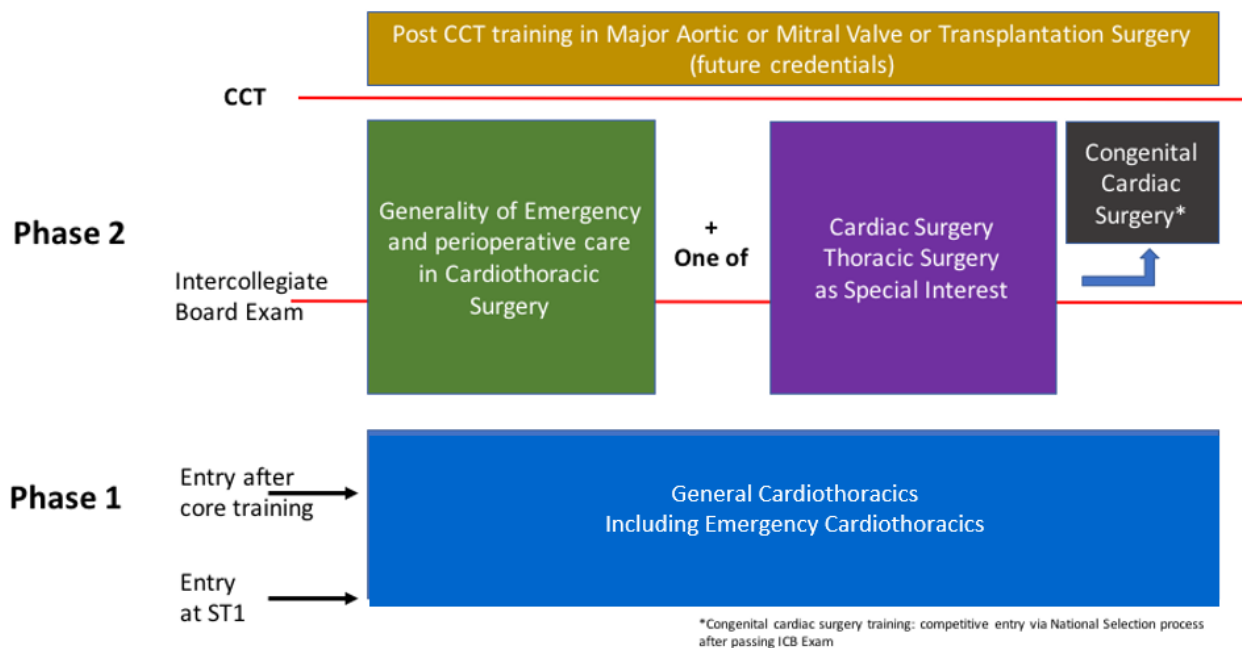 Post CCT training in Major Aortic or Mitral Valve or Transplantation Surgery
(future credentials)
CCT
Phase 2
Intercollegiate
Board Exam
Generality of Emergency
and perioperative care
in Cardiothoracic
Surgery
+
One of
Cardiac Surgery
Thoracic Surgery
as Special Interest
Congenital
Cardiac
Surgery*
Phase 1
Entry after
core training
Entry
at ST1
General Cardiothoracics
Including Emergency Cardiothoracics
*Congenital cardiac surgery training: competitive entry via National Selection process
after passing ICB Exam